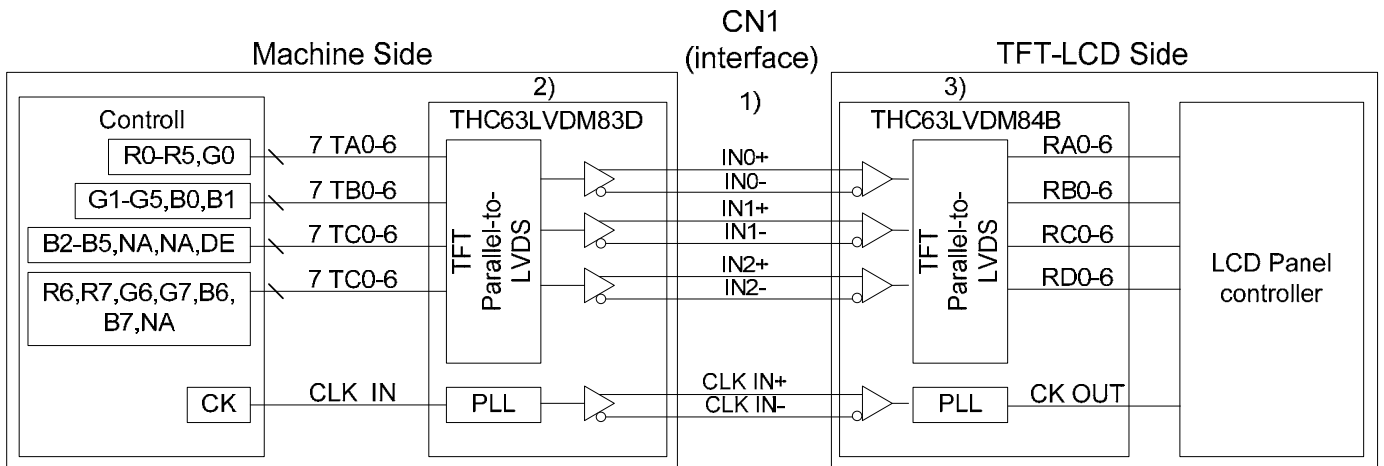 CN1
(interface)
Machine Side
TFT-LCD Side
1)
2)
3)
Controll
R0-R5,G0
G1-G5,B0,B1
B2-B5,NA,NA,DE
R6,R7,G6,G7,B6,
B7,NA
CK
7 TA0-6
7 TB0-6
7 TC0-6
7 TC0-6
CLK IN
THC63LVDM83D
TFT
Parallel-to-
LVDS
PLL
IN0+
IN0-
IN1+
IN1-
IN2+
IN2-
CLK IN+
CLK IN-
THC63LVDM84B
TFT
Parallel-to-
LVDS
PLL
RA0-6
RB0-6
RC0-6
RD0-6
CK OUT
LCD Panel
controller